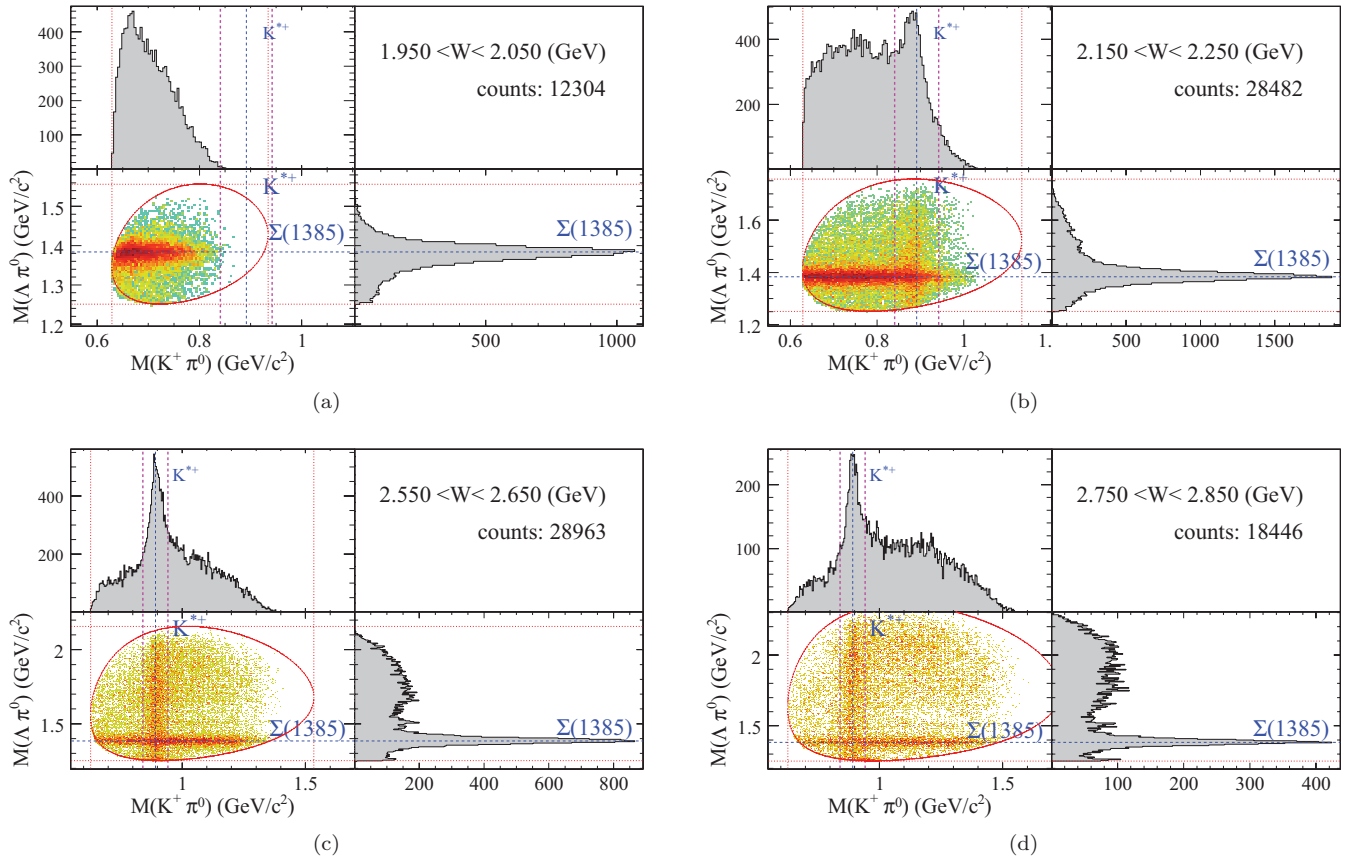 400
300
200
100
K*+
1.950 <W< 2.050 (GeV)
counts: 12304
M(Λ π⁰) (GeV/c²)
1.5
1.4
1.3
1.2
K*+
Σ(1385)
Σ(1385)
0.6
0.8
1
500
1000
M(K⁺ π⁰) (GeV/c²)
(a)
400
200
K*+
2.150 <W< 2.250 (GeV)
counts: 28482
M(Λ π⁰) (GeV/c²)
1.6
1.4
1.2
K*+
Σ(1385)
Σ(1385)
0.6
0.8
1
1.
500
1000
1500
M(K⁺ π⁰) (GeV/c²)
(b)
400
200
K*+
2.550 <W< 2.650 (GeV)
counts: 28963
M(Λ π⁰) (GeV/c²)
2
1.5
K*+
Σ(1385)
Σ(1385)
1
1.5
200
400
600
800
M(K⁺ π⁰) (GeV/c²)
(c)
200
100
K*+
2.750 <W< 2.850 (GeV)
counts: 18446
M(Λ π⁰) (GeV/c²)
2
1.5
K*+
Σ(1385)
Σ(1385)
1
1.5
100
200
300
400
M(K⁺ π⁰) (GeV/c²)
(d)